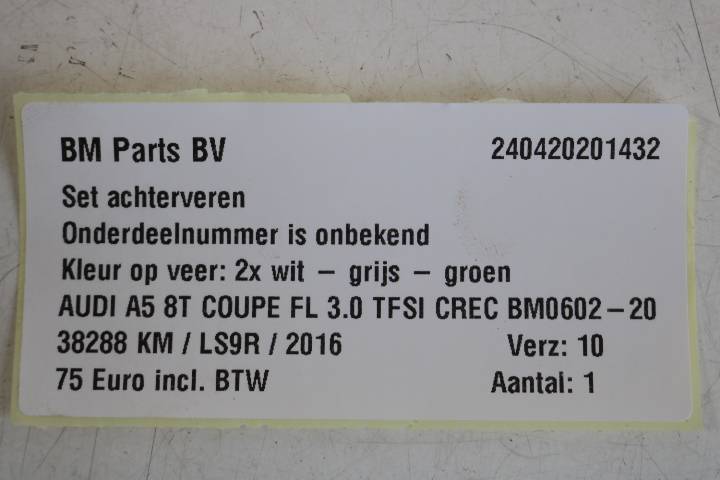 BM Parts BV 240420201432
Set achterveren
Onderdeelnummer is onbekend
Kleur op veer: 2x wit – grijs – groen
AUDI A5 8T COUPE FL 3.0 TFSI CREC BM0602–20
38288 KM / LS9R / 2016 Verz: 10
75 Euro incl. BTW Aantal: 1